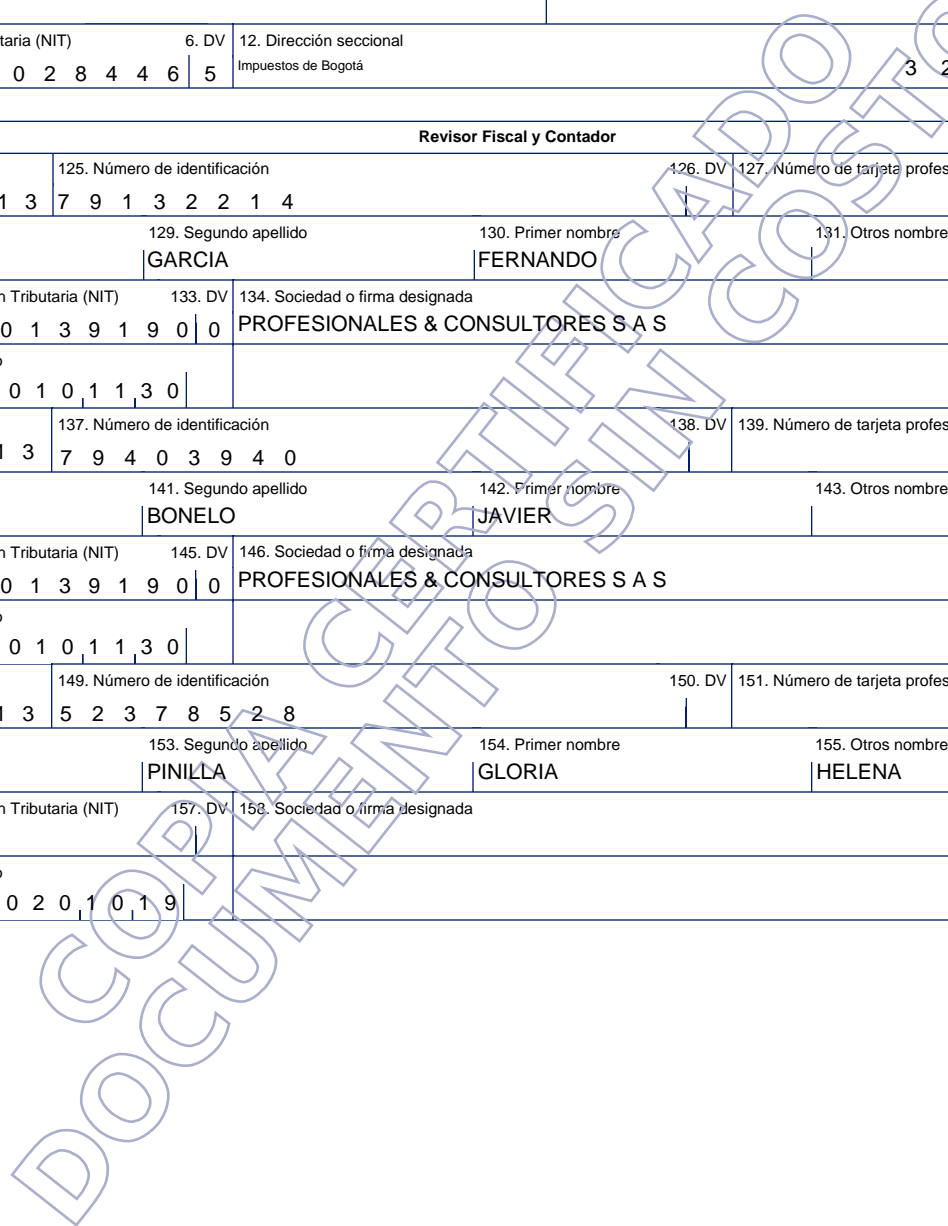 taria (NIT) 6. DV 12. Dirección seccional
0 2 8 4 4 6 5 Impuestos de Bogotá 3 2
Revisor Fiscal y Contador
125. Número de identificación 126. DV 127. Número de tarjeta profes
1 3 7 9 1 3 2 2 1 4
129. Segundo apellido 130. Primer nombre 131. Otros nombre
GARCIA FERNANDO
n Tributaria (NIT) 133. DV 134. Sociedad o firma designada
0 1 3 9 1 9 0 0 PROFESIONALES & CONSULTORES S A S
o
0 1 0 1 1 3 0
137. Número de identificación 138. DV 139. Número de tarjeta profes
1 3 7 9 4 0 3 9 4 0
141. Segundo apellido 142. Primer nombre 143. Otros nombre
BONELO JAVIER
n Tributaria (NIT) 145. DV 146. Sociedad o firma designada
0 1 3 9 1 9 0 0 PROFESIONALES & CONSULTORES S A S
o
0 1 0 1 1 3 0
149. Número de identificación 150. DV 151. Número de tarjeta profes
1 3 5 2 3 7 8 5 2 8
153. Segundo apellido 154. Primer nombre 155. Otros nombre
PINILLA GLORIA HELENA
n Tributaria (NIT) 157. DV 158. Sociedad o firma designada
o
0 2 0 1 0 1 9
COPIA CERTIFICADO
DOCUMENTO SIN COSTO